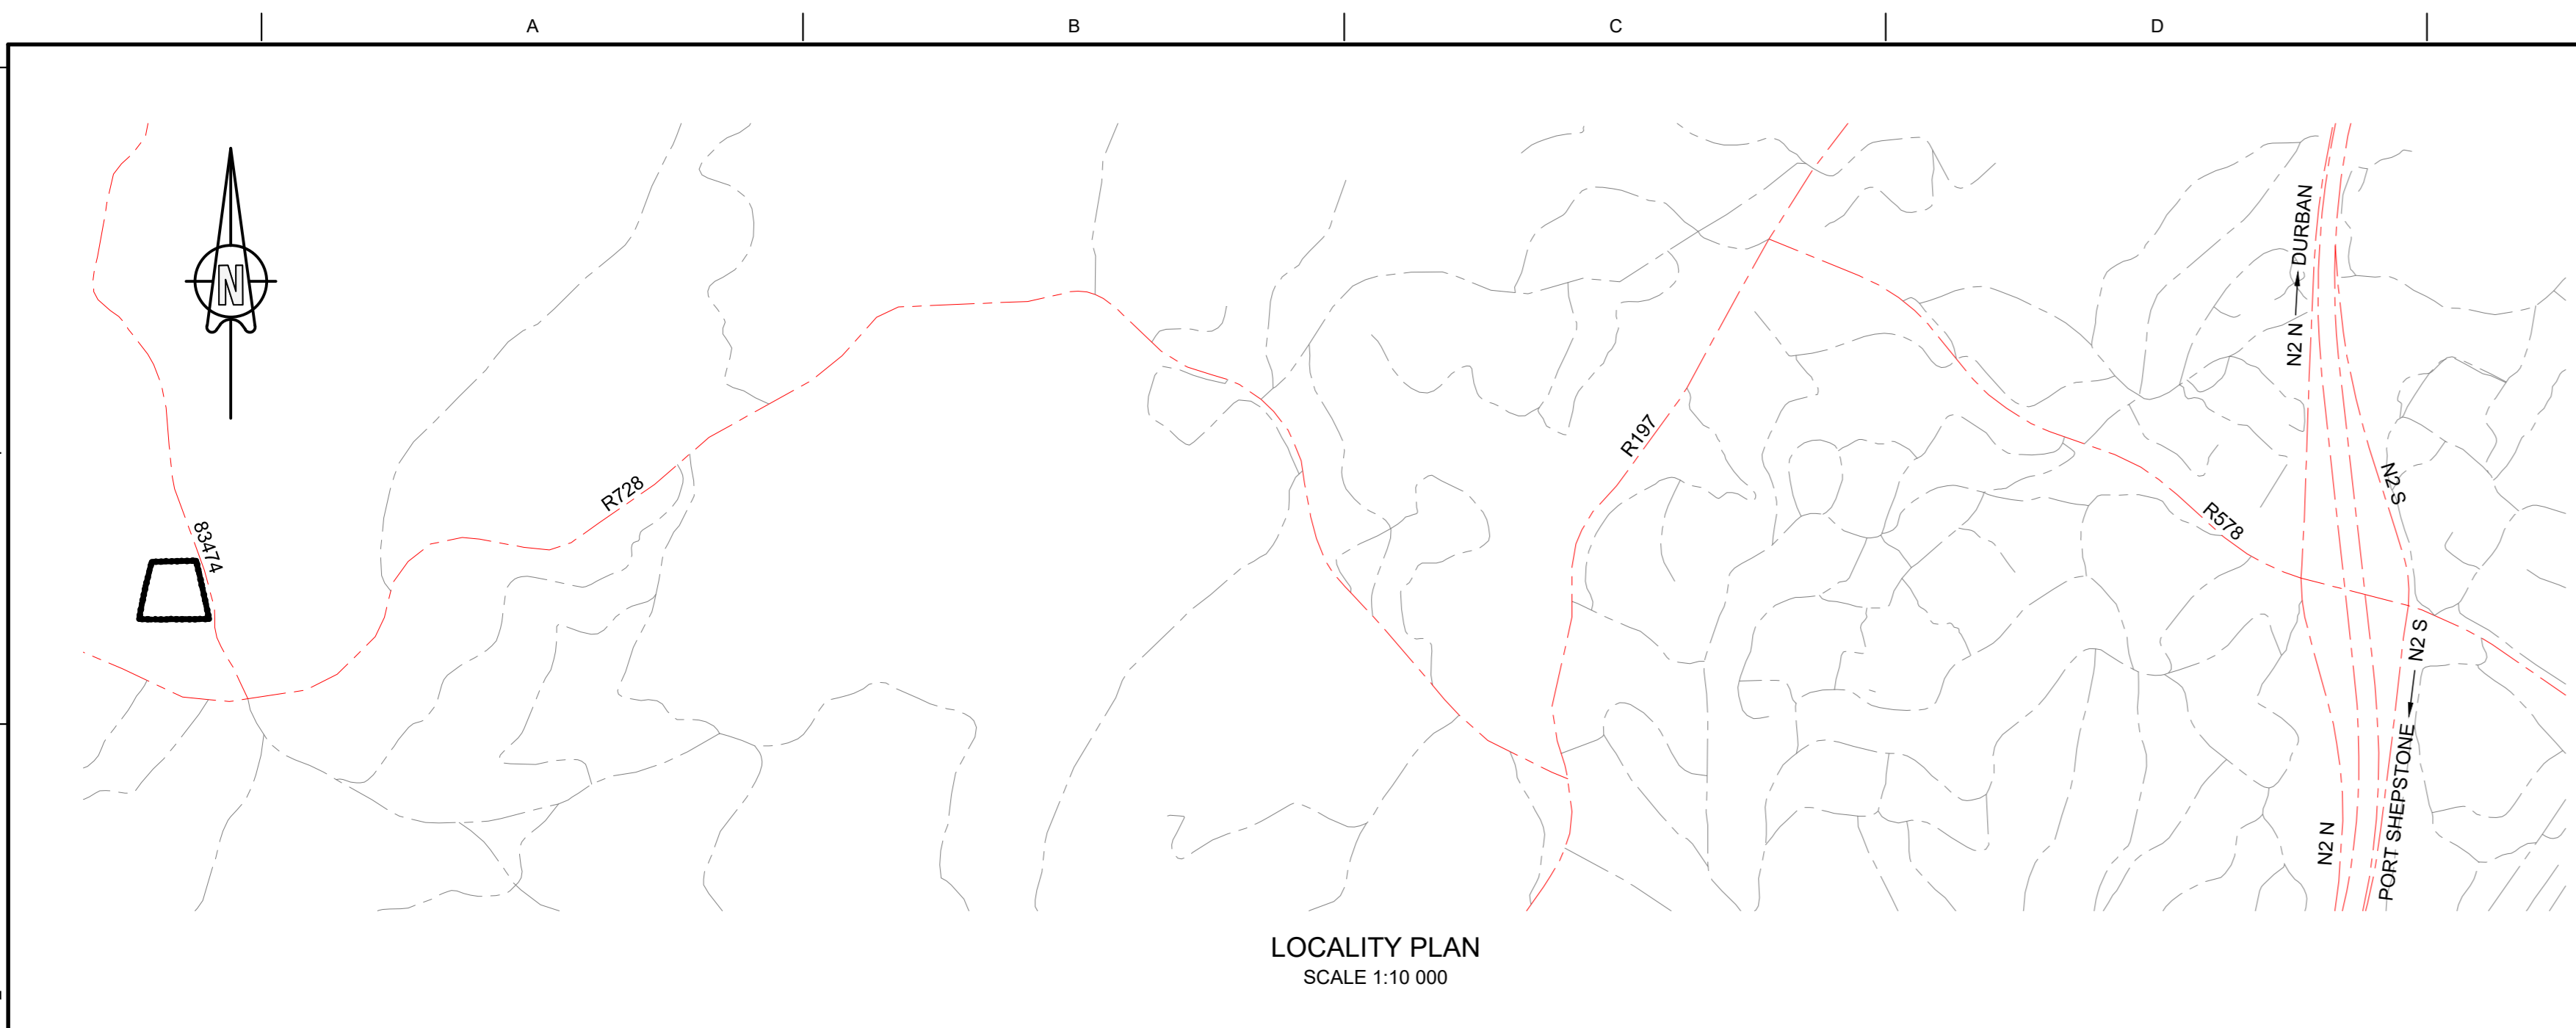 A
B
C
D
N
DURBAN
N2 N
R197
R728
N2 S
R578
83474
N2 S
PORT SHEPSTONE
N2 N
LOCALITY PLAN
SCALE 1:10 000